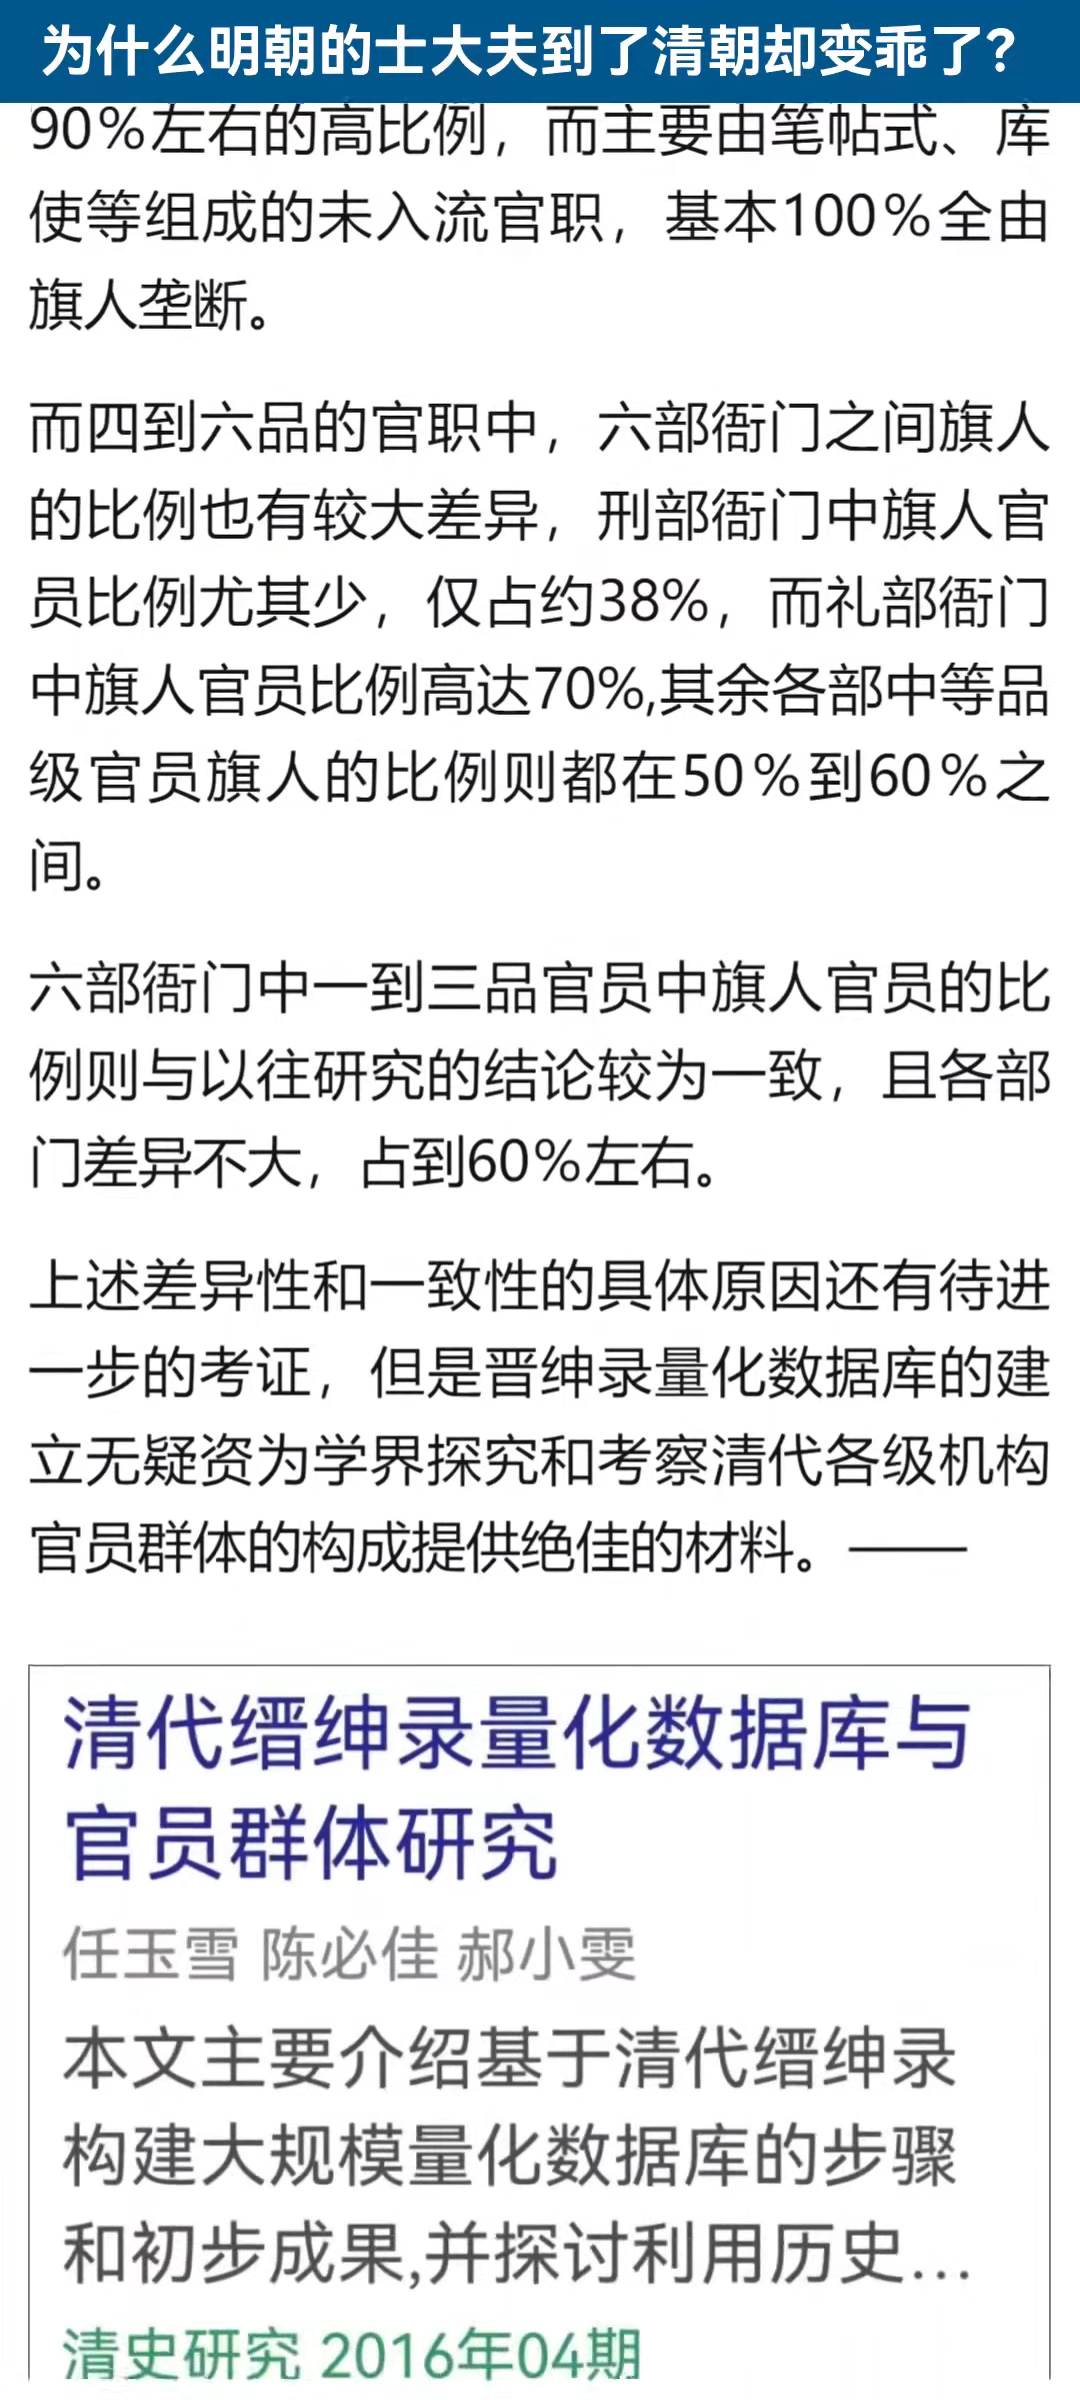 为什么明朝的士大夫到了清朝却变乖了?
90%左右的高比例，而主要由笔帖式、库
使等组成的未入流官职，基本100%全由
旗人垄断。
而四到六品的官职中，六部衙门之间旗人
的比例也有较大差异，刑部衙门中旗人官
员比例尤其少，仅占约38%，而礼部衙门
中旗人官员比例高达70%,其余各部中等品
级官员旗人的比例则都在50%到60%之
间。
六部衙门中一到三品官员中旗人官员的比
例则与以往研究的结论较为一致，且各部
门差异不大，占到60%左右。
上述差异性和一致性的具体原因还有待进
一步的考证，但是晋绅录量化数据库的建
立无疑资为学界探究和考察清代各级机构
官员群体的构成提供绝佳的材料。——
清代缙绅录量化数据库与
官员群体研究
任玉雪 陈必佳 郝小雯
本文主要介绍基于清代缙绅录
构建大规模量化数据库的步骤
和初步成果,并探讨利用历史...
清史研究 2016年04期